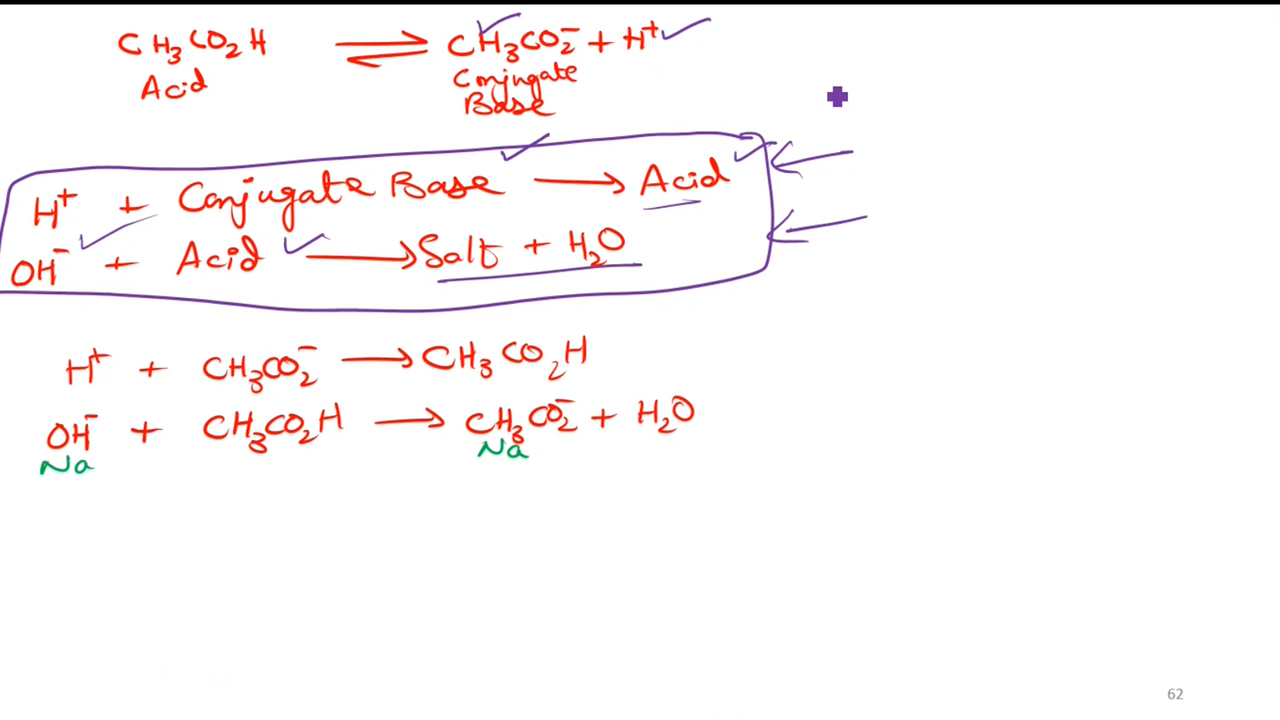 CH₃CO₂H ⇌ CH₃CO₂⁻ + H⁺
Acid Conjugate
Base
H⁺ + Conjugate Base → Acid
OH⁻ + Acid → Salt + H₂O
H⁺ + CH₃CO₂⁻ → CH₃CO₂H
OH⁻ + CH₃CO₂H → CH₃CO₂⁻ + H₂O
Na Na
62